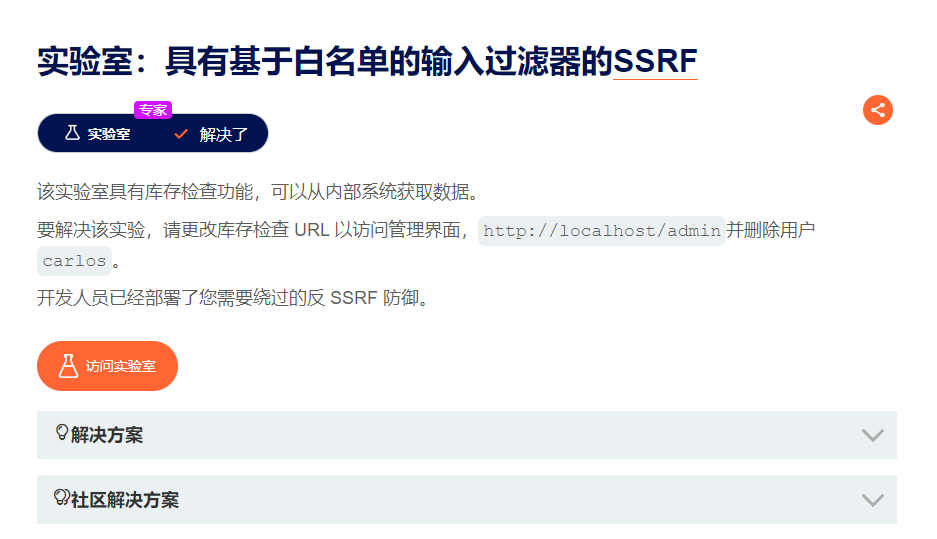 实验室：具有基于白名单的输入过滤器的SSRF
专家
实验室 解决了
该实验室具有库存检查功能，可以从内部系统获取数据。
要解决该实验，请更改库存检查 URL 以访问管理界面，http://localhost/admin并删除用户
carlos。
开发人员已经部署了您需要绕过的反 SSRF 防御。
访问实验室
解决方案
社区解决方案